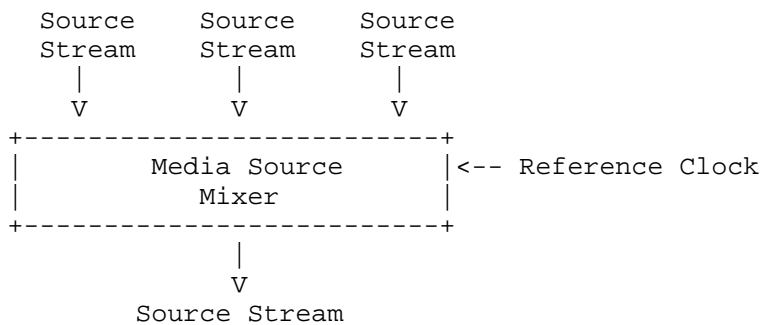 Source Source Source
Stream Stream Stream
| | |
V V V
+--------------------------+
| Media Source |<-- Reference Clock
| Mixer |
+--------------------------+
|
V
Source Stream